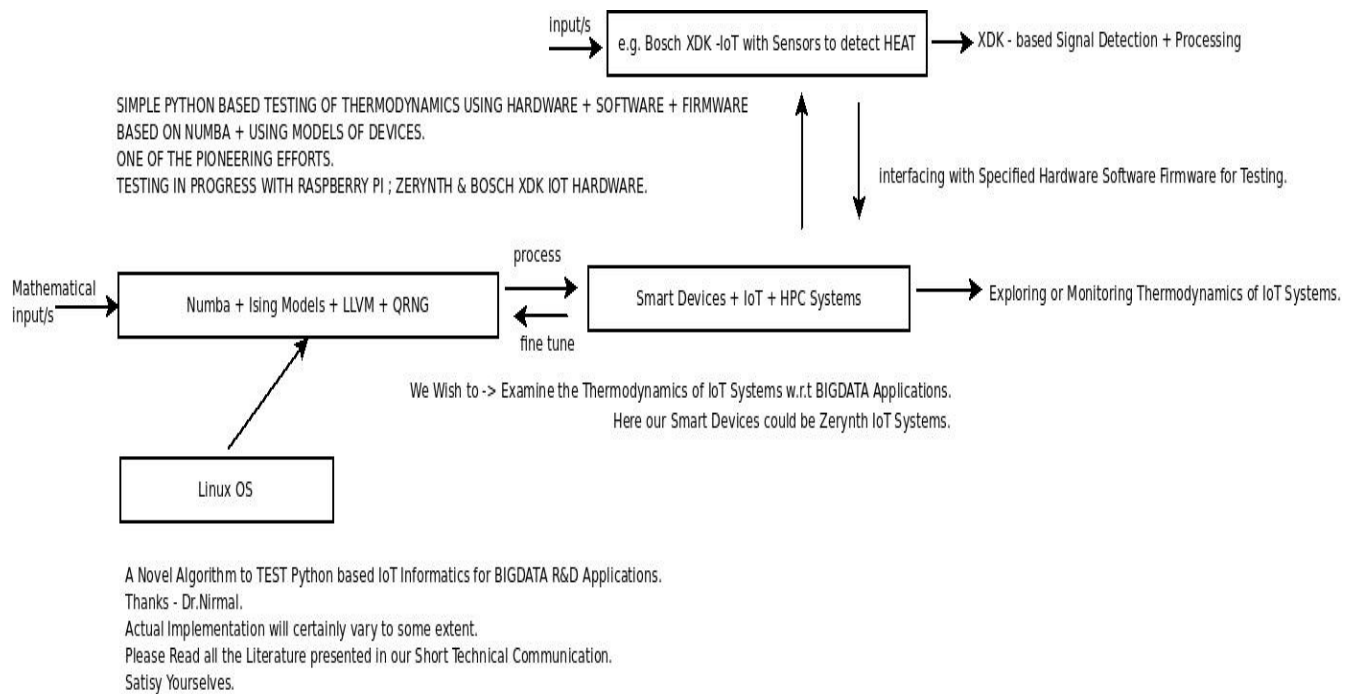 input/s
e.g. Bosch XDK -IoT with Sensors to detect HEAT
XDK - based Signal Detection + Processing
SIMPLE PYTHON BASED TESTING OF THERMODYNAMICS USING HARDWARE + SOFTWARE + FIRMWARE
BASED ON NUMBA + USING MODELS OF DEVICES.
ONE OF THE PIONEERING EFFORTS.
TESTING IN PROGRESS WITH RASPBERRY PI ; ZERYNTH & BOSCH XDK IOT HARDWARE.
interfacing with Specified Hardware Software Firmware for Testing.
Mathematical
input/s
Numba + Ising Models + LLVM + QRNG
process
fine tune
Smart Devices + IoT + HPC Systems
Exploring or Monitoring Thermodynamics of IoT Systems.
We Wish to -> Examine the Thermodynamics of IoT Systems w.r.t BIGDATA Applications.
Here our Smart Devices could be Zerynth IoT Systems.
Linux OS
A Novel Algorithm to TEST Python based IoT Informatics for BIGDATA R&D Applications.
Thanks - Dr.Nirmal.
Actual Implementation will certainly vary to some extent.
Please Read all the Literature presented in our Short Technical Communication.
Satisy Yourselves.